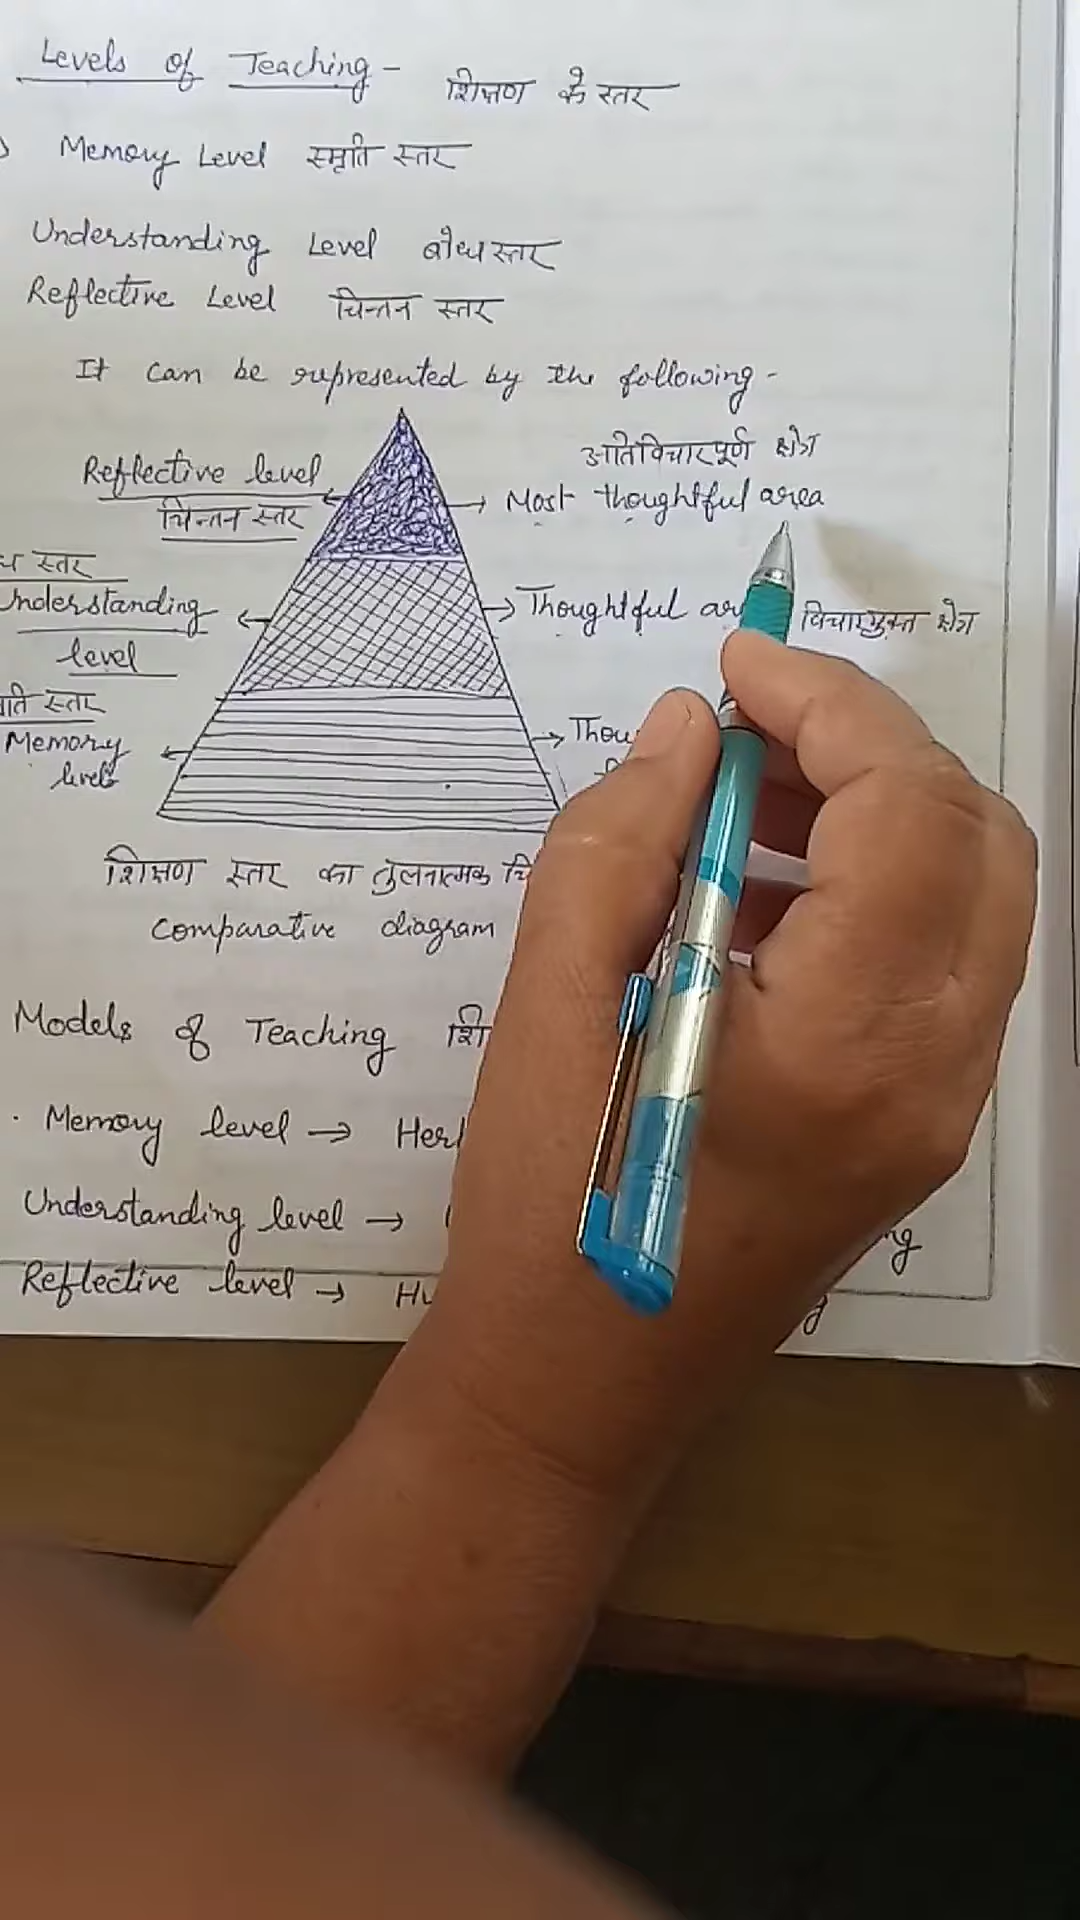 Levels of Teaching - शिक्षण के स्तर
Memory Level स्मृति स्तर
Understanding Level बोध स्तर
Reflective Level चिन्तन स्तर
It can be represented by the following -
अतिविचारपूर्ण क्षेत्र
Reflective level
Most thoughtful area
चिन्तन स्तर
स्तर
Understanding
level
Thoughtful
विचारयुक्त क्षेत्र
स्तर
Memory
level
शिक्षण स्तर का तुलनात्मक
Comparative diagram
Models of Teaching
Memory level →
Understanding level →
Reflective level →